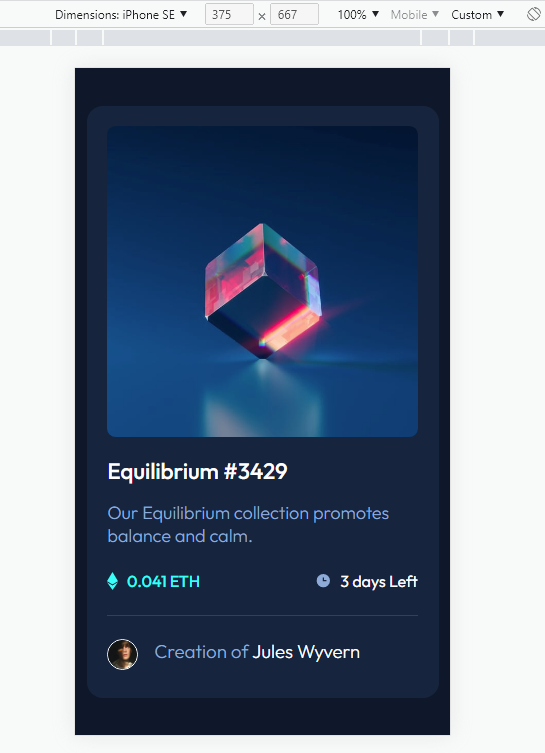 Dimensions: iPhone SE ▼ 375 × 667 100% ▼ Mobile ▼ Custom ▼
Equilibrium #3429
Our Equilibrium collection promotes
balance and calm.
0.041 ETH 3 days Left
Creation of Jules Wyvern